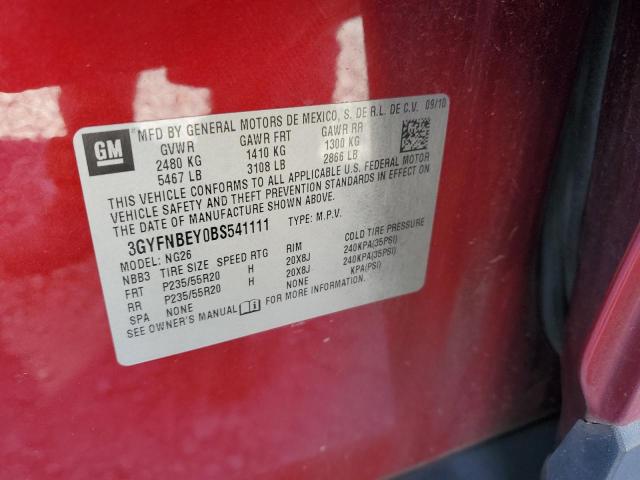 GM
MFD BY GENERAL MOTORS DE MEXICO, S. DE R.L. DE C.V. 09/10
GVWR GAWR FRT GAWR RR
2480 KG 1410 KG 1300 KG
5467 LB 3108 LB 2866 LB
THIS VEHICLE CONFORMS TO ALL APPLICABLE U.S. FEDERAL MOTOR
VEHICLE SAFETY AND THEFT PREVENTION STANDARDS IN EFFECT ON
THE DATE OF MANUFACTURE SHOWN ABOVE.
3GYFNBEY0BS541111 TYPE: M.P.V.
MODEL: NG26
NBB3 TIRE SIZE SPEED RTG RIM COLD TIRE PRESSURE
FRT P235/55R20 H 20X8J 240KPA(35PSI)
RR P235/55R20 H 20X8J 240KPA(35PSI)
SPA NONE NONE KPA(PSI)
SEE OWNER'S MANUAL FOR MORE INFORMATION.